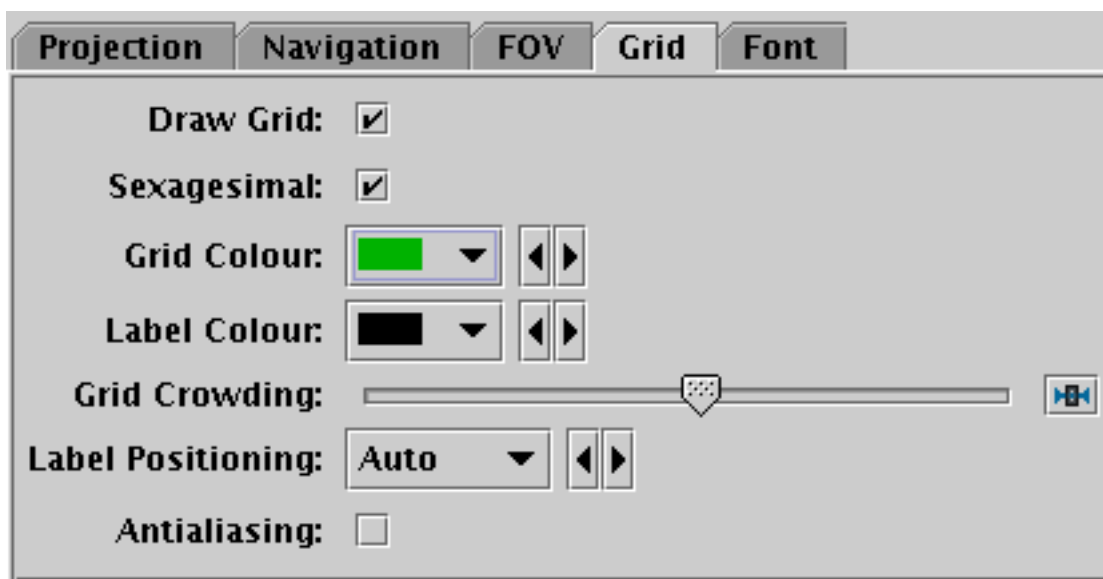 Projection Navigation FOV Grid Font
Draw Grid:
Sexagesimal:
Grid Colour:
Label Colour:
Grid Crowding:
Label Positioning: Auto
Antialiasing: